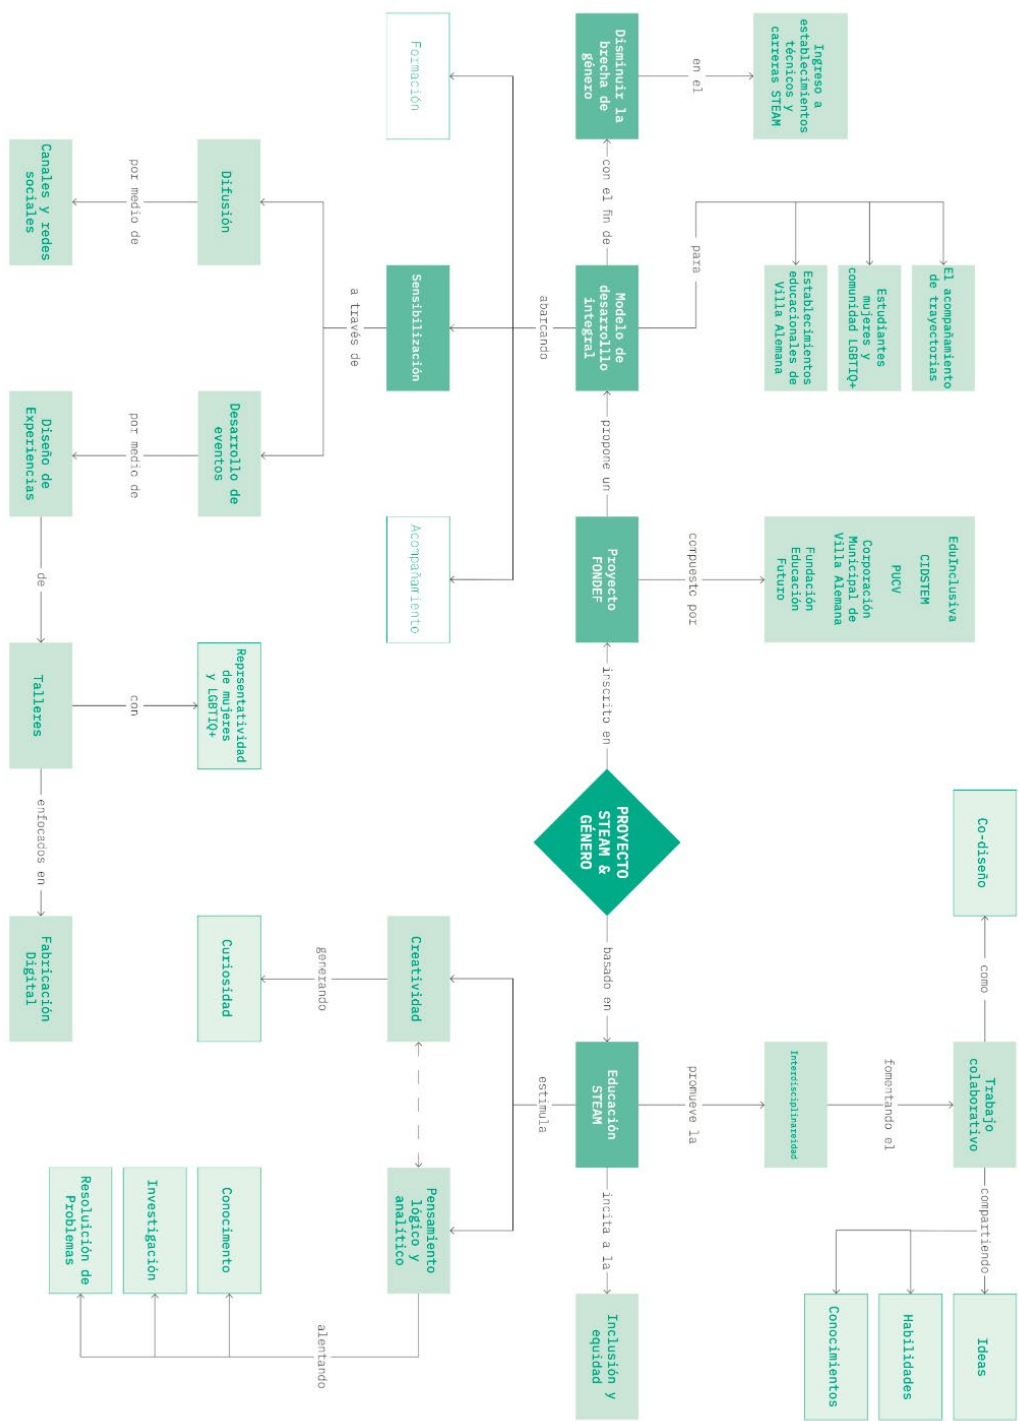 El acompañamiento
de trayectorias
EduInclusiva
CIDSTEM
PUCV
Corporación
Municipal de
Villa Alemana
Fundación
Educación
Futuro
Co-diseño
como
Trabajo
colaborativo
compartiendo
Ideas
Habilidades
Conocimientos
Estudiantes
mujeres y
comunidad LGBTIQ+
Establecimientos
educacionales de
Villa Alemana
fomentando el
Ingreso a
establecimientos
técnicos y
carreras STEAM
Interdisciplinareidad
en el
para
compuesto por
promueve la
Disminuir la
brecha de
género
con el fin de
Modelo de
desarrolllo
integral
propone un
Proyecto
FONDEF
inscrito en
PROYECTO
STEAM &
GÉNERO
basado en
Educación
STEAM
incita a la
Inclusión y
equidad
abarcando
estimula
Formación
Sensibilización
Acompañamiento
Creatividad
Pensamiento
lógico y
analítico
a través de
generando
alentando
Difusión
Desarrollo de
eventos
Reprsentatividad
de mujeres
y LGBTIQ+
Curiosidad
Conocimento
Investigación
Resoluición de
Problemas
por medio de
por medio de
con
Canales y redes
sociales
Diseño de
Experiencias
de
Talleres
enfocados en
Fabricación
Digital